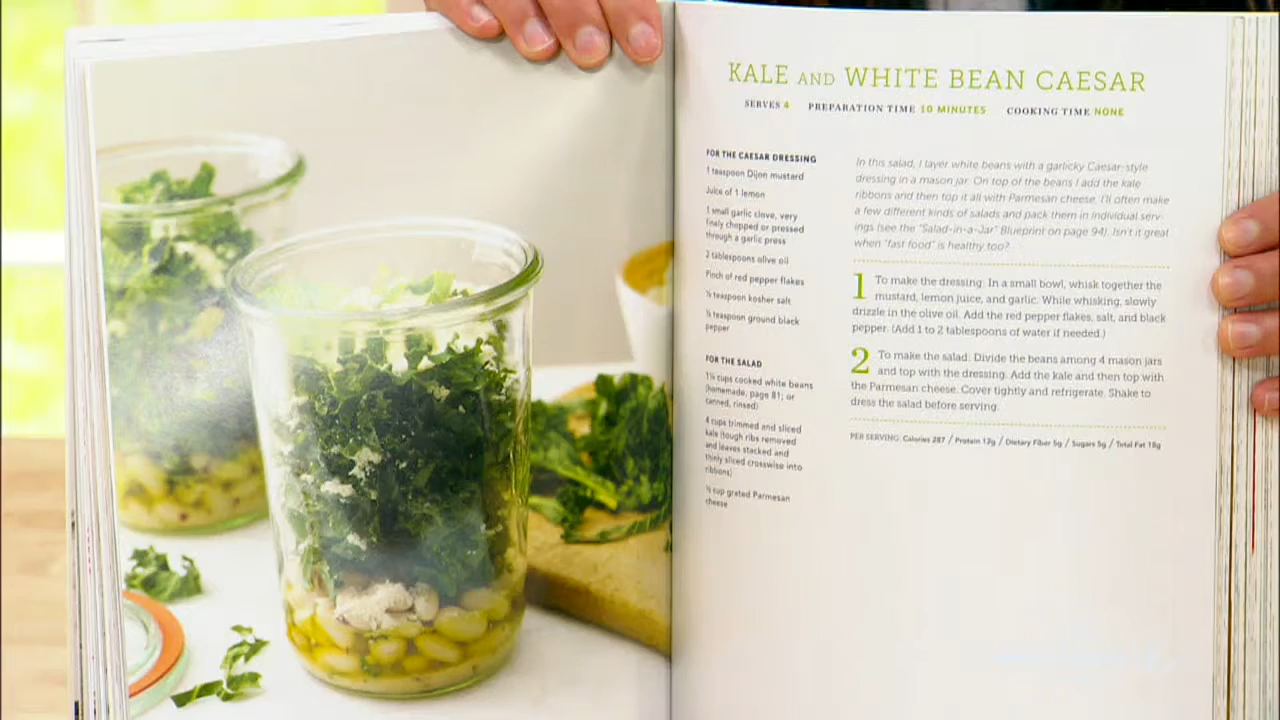 KALE AND WHITE BEAN CAESAR
SERVES 4 PREPARATION TIME 10 MINUTES COOKING TIME NONE
FOR THE CAESAR DRESSING
1 teaspoon Dijon mustard
Juice of 1 lemon
1 small garlic clove, very
finely chopped or pressed
through a garlic press
2 tablespoons olive oil
Pinch of red pepper flakes
teaspoon kosher salt
teaspoon ground black
pepper
FOR THE SALAD
cups cooked white beans
(homemade, page 81; or
canned, rinsed)
4 cups trimmed and sliced
kale (tough ribs removed
and leaves stacked and
thinly sliced crosswise into
ribbons)
cup grated Parmesan
cheese
In this salad, I layer white beans with a garlicky Caesar-style
dressing in a mason jar. On top of the beans I add the kale
ribbons and then top it all with Parmesan cheese. I'll often make
a few different kinds of salads and pack them in individual serv-
ings (see the "Salad-in-a-Jar" Blueprint on page 94). Isn't it great
when "fast food" is healthy too?
1 To make the dressing: In a small bowl, whisk together the
mustard, lemon juice, and garlic. While whisking, slowly
drizzle in the olive oil. Add the red pepper flakes, salt, and black
pepper. (Add 1 to 2 tablespoons of water if needed.)
2 To make the salad: Divide the beans among 4 mason jars
and top with the dressing. Add the kale and then top with
the Parmesan cheese. Cover tightly and refrigerate. Shake to
dress the salad before serving.
PER SERVING: Calories 287 / Protein 13g / Dietary Fiber 5g / Sugars 5g / Total Fat 18g